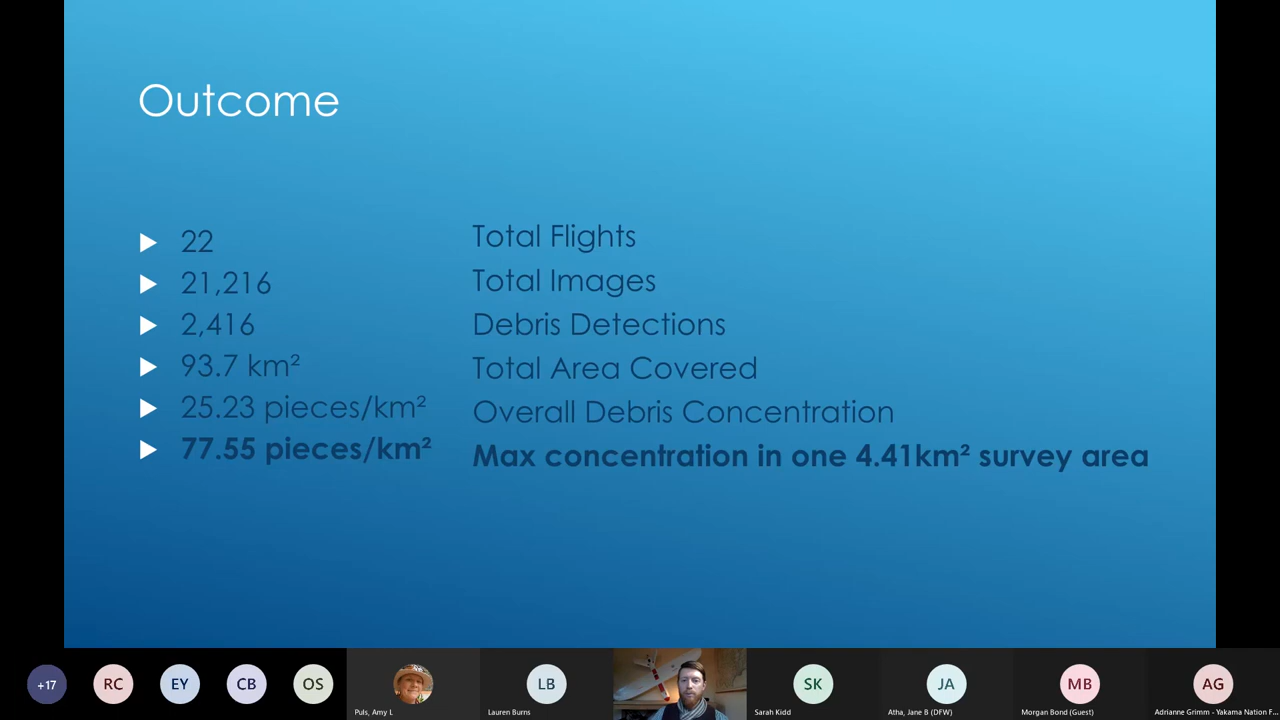 Outcome
22 Total Flights
21,216 Total Images
2,416 Debris Detections
93.7 km² Total Area Covered
25.23 pieces/km² Overall Debris Concentration
77.55 pieces/km² Max concentration in one 4.41km² survey area
+17 RC EY CB OS LB SK JA MB AG
Puls, Amy L Lauren Burns Sarah Kidd Atha, Jane B (DFW) Morgan Bond (Guest) Adrianne Grimm - Yakama Nation F...